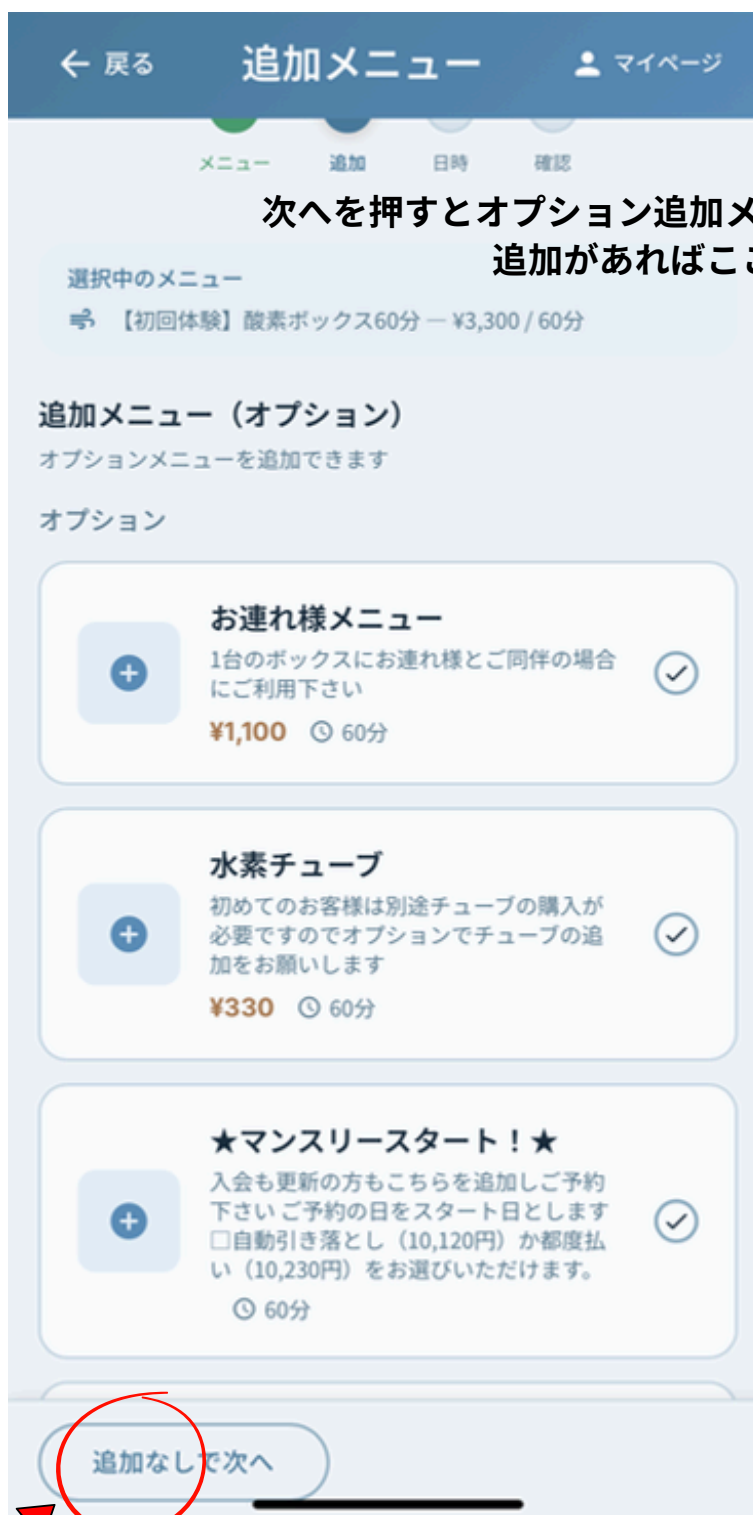 ← 戻る 追加メニュー マイページ
メニュー 追加 日時 確認
次へを押すとオプション追加メ
追加があればここ
選択中のメニュー
【初回体験】酸素ボックス60分 — ¥3,300 / 60分
追加メニュー（オプション）
オプションメニューを追加できます
オプション
お連れ様メニュー
1台のボックスにお連れ様とご同伴の場合
にご利用下さい
¥1,100 60分
水素チューブ
初めてのお客様は別途チューブの購入が
必要ですのでオプションでチューブの追
加をお願いします
¥330 60分
★マンスリースタート！★
入会も更新の方もこちらを追加しご予約
下さい ご予約の日をスタート日とします
□自動引き落とし（10,120円）か都度払
い（10,230円）をお選びいただけます。
60分
追加なしで次へ